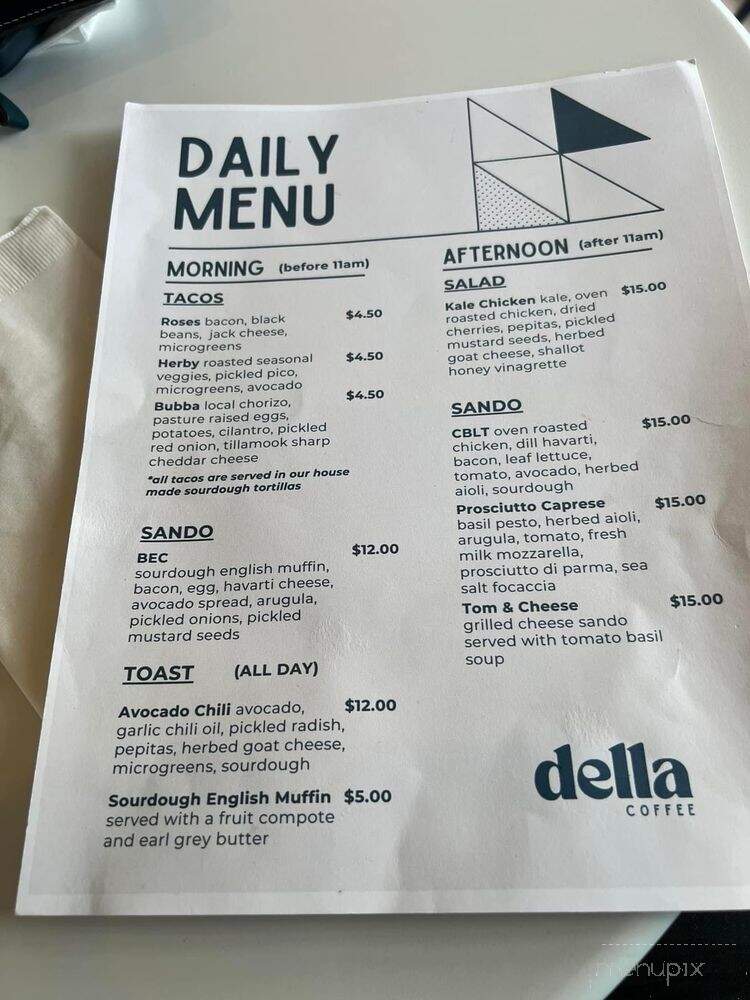 DAILY
MENU
MORNING (before 11am)
TACOS
Roses bacon, black $4.50
beans, jack cheese,
microgreens
Herby roasted seasonal $4.50
veggies, pickled pico,
microgreens, avocado
Bubba local chorizo, $4.50
pasture raised eggs,
potatoes, cilantro, pickled
red onion, tillamook sharp
cheddar cheese
*all tacos are served in our house
made sourdough tortillas
SANDO
BEC $12.00
sourdough english muffin,
bacon, egg, havarti cheese,
avocado spread, arugula,
pickled onions, pickled
mustard seeds
TOAST (ALL DAY)
Avocado Chili avocado, $12.00
garlic chili oil, pickled radish,
pepitas, herbed goat cheese,
microgreens, sourdough
Sourdough English Muffin $5.00
served with a fruit compote
and earl grey butter
AFTERNOON (after 11am)
SALAD
Kale Chicken kale, oven $15.00
roasted chicken, dried
cherries, pepitas, pickled
mustard seeds, herbed
goat cheese, shallot
honey vinagrette
SANDO
CBLT oven roasted $15.00
chicken, dill havarti,
bacon, leaf lettuce,
tomato, avocado, herbed
aioli, sourdough
Prosciutto Caprese $15.00
basil pesto, herbed aioli,
arugula, tomato, fresh
milk mozzarella,
prosciutto di parma, sea
salt focaccia
Tom & Cheese $15.00
grilled cheese sando
served with tomato basil
soup
della
COFFEE
menupix